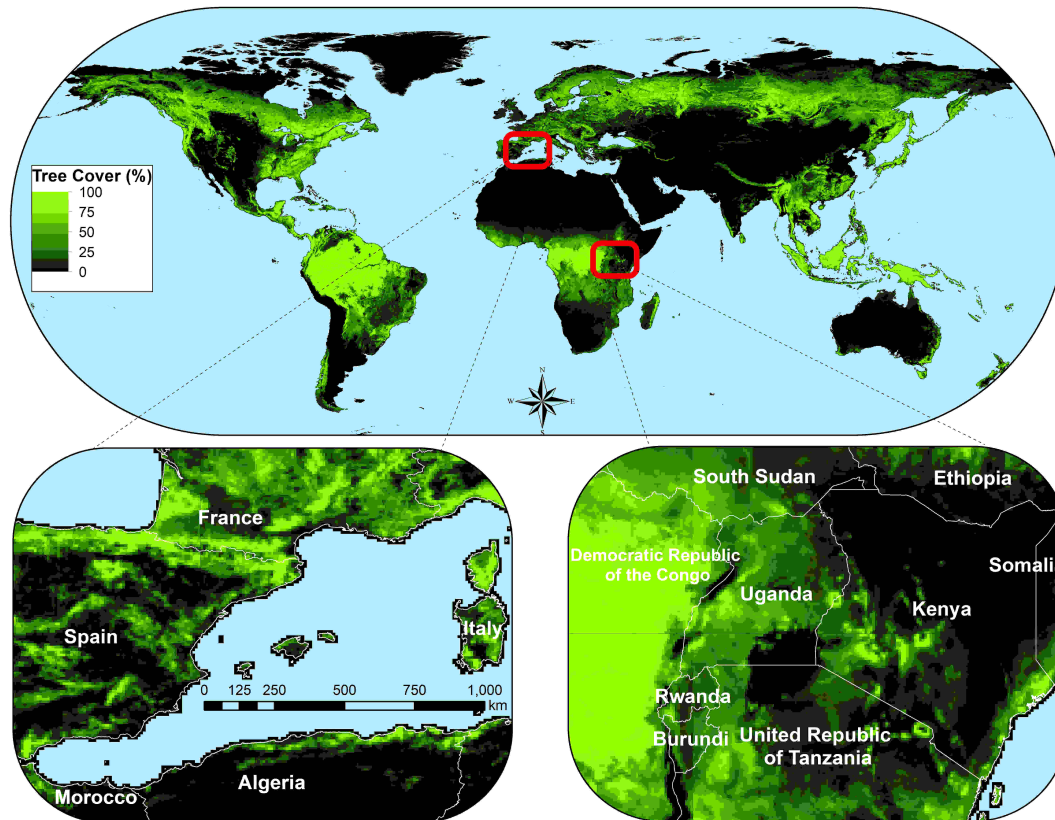 Tree Cover (%)
100
75
50
25
0
N
W E
S
France
Spain
Italy
0 125 250 500 750 1,000
km
Algeria
Morocco
South Sudan
Ethiopia
Democratic Republic
of the Congo
Somali
Uganda
Kenya
Rwanda
Burundi
United Republic
of Tanzania